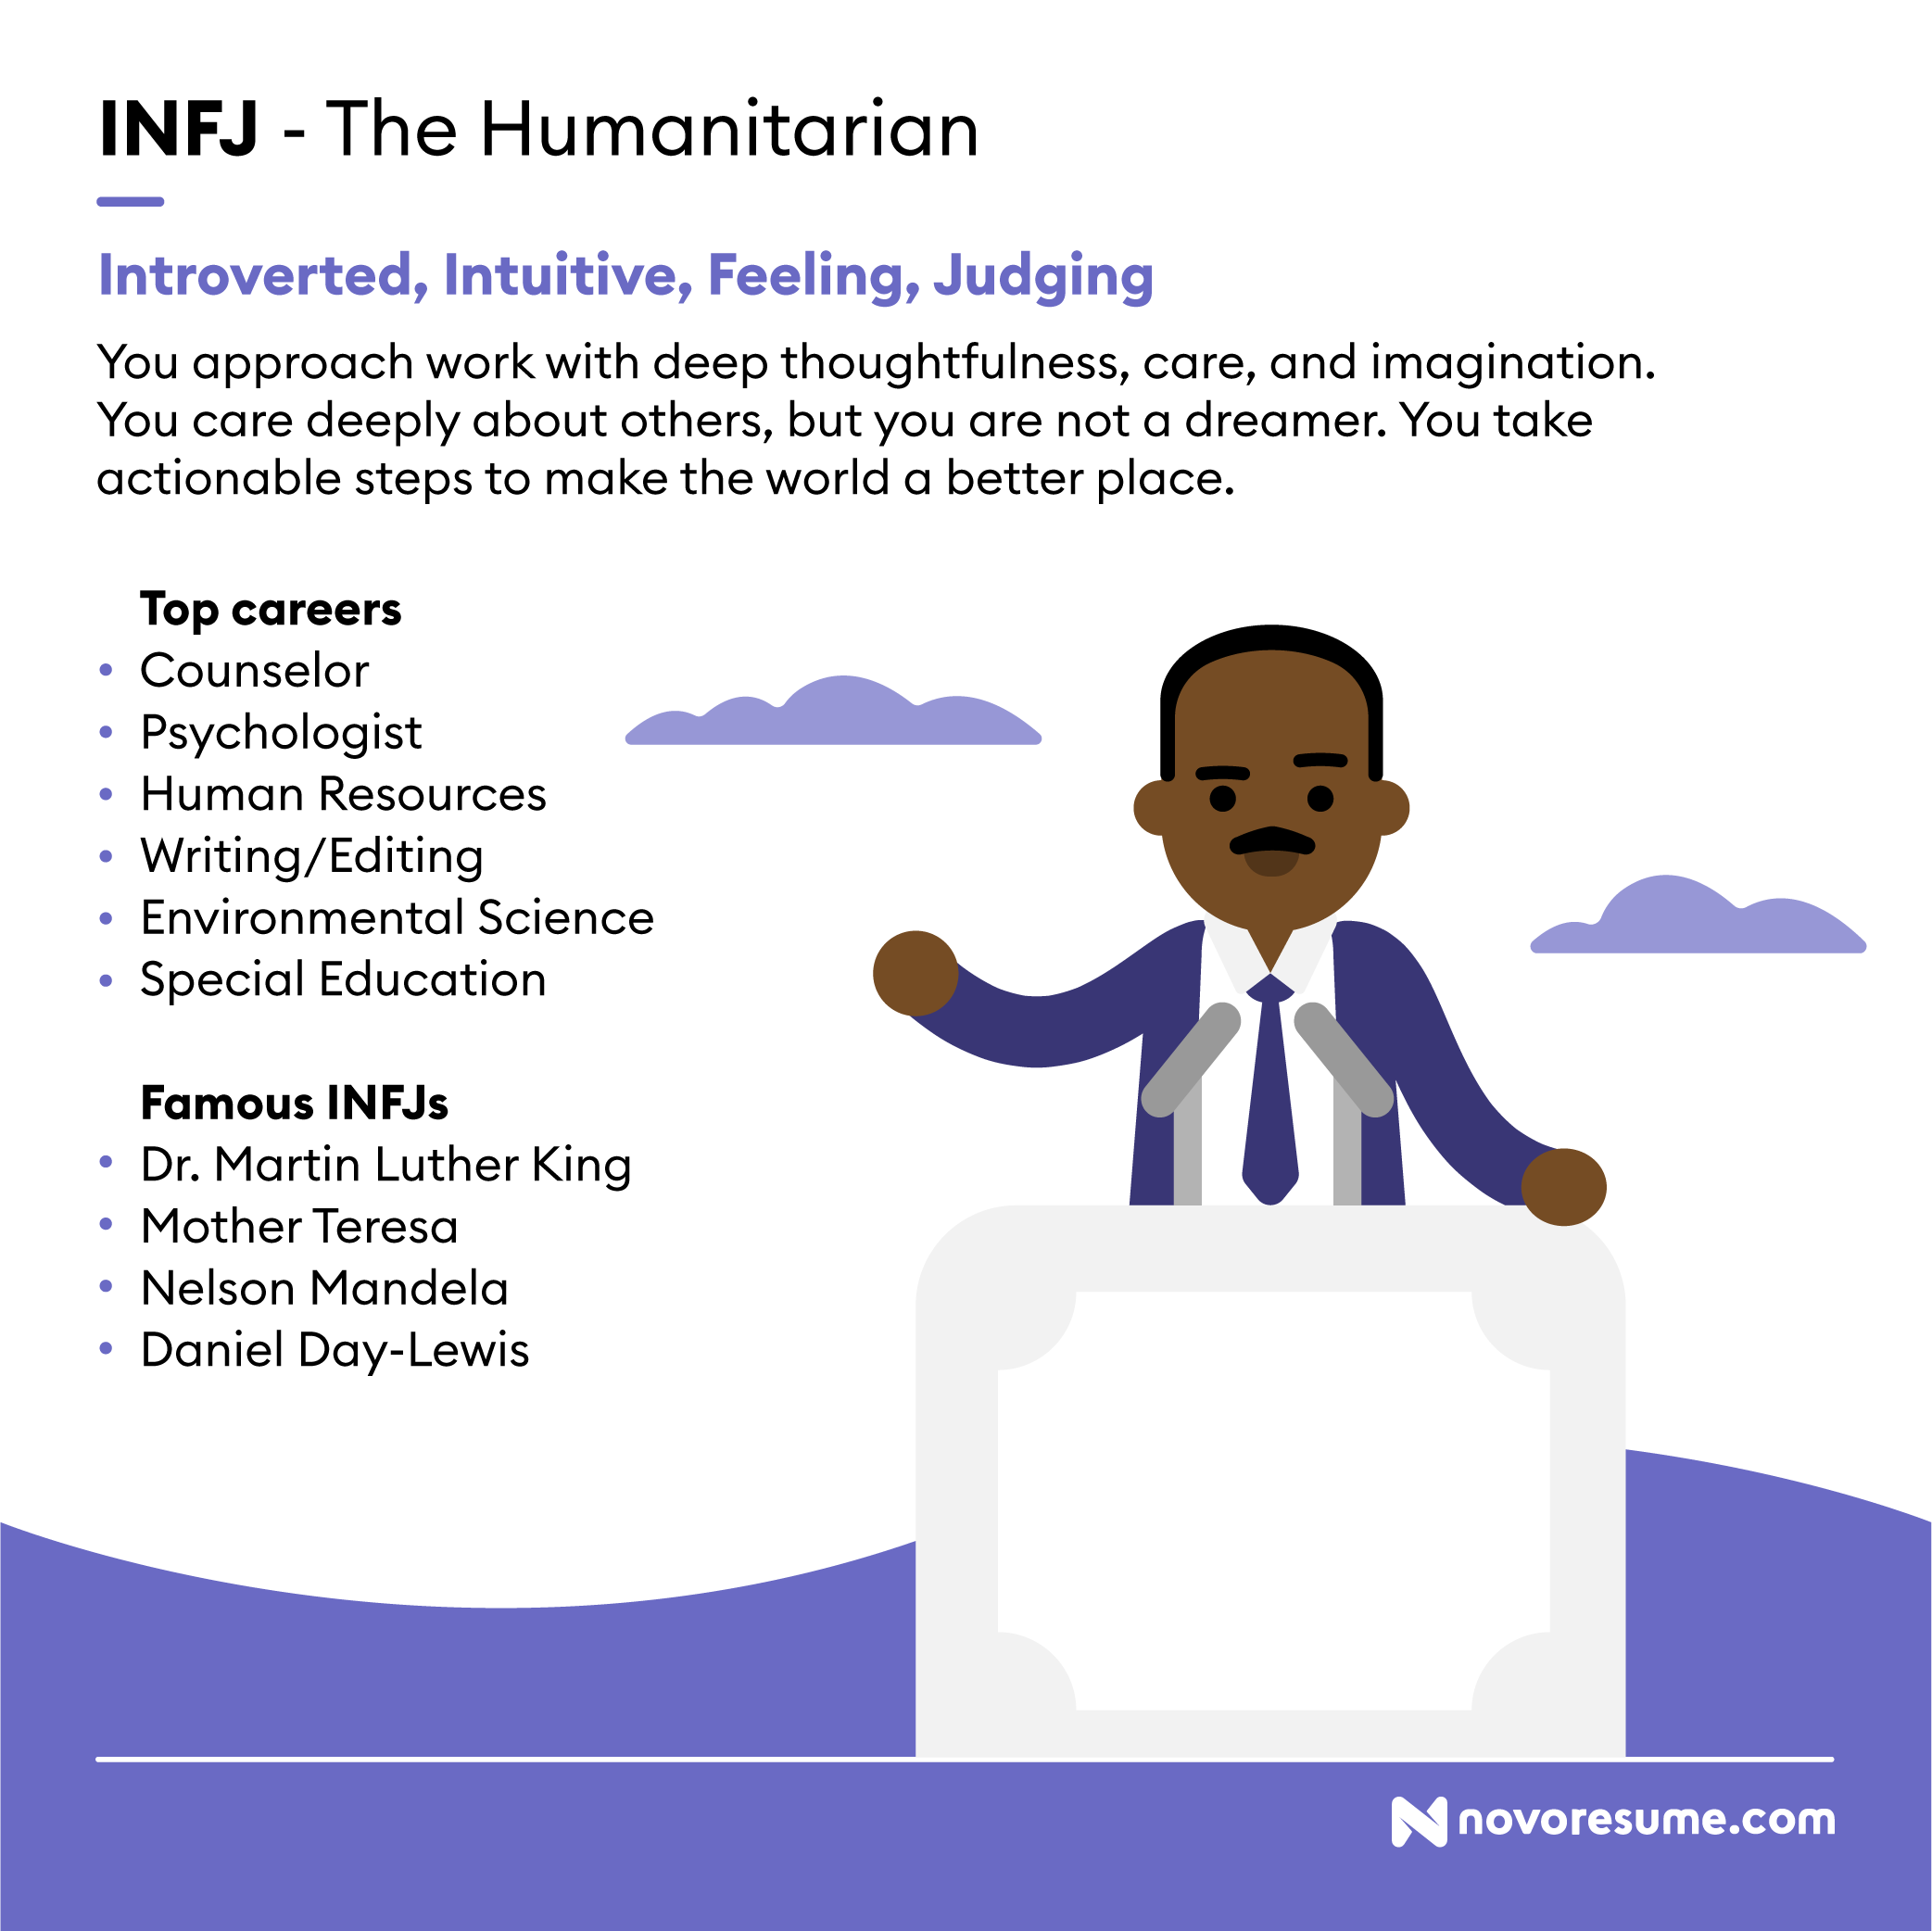 INFJ - The Humanitarian
Introverted, Intuitive, Feeling, Judging
You approach work with deep thoughtfulness, care, and imagination.
You care deeply about others, but you are not a dreamer. You take
actionable steps to make the world a better place.
Top careers
• Counselor
• Psychologist
• Human Resources
• Writing/Editing
• Environmental Science
• Special Education
Famous INFJs
• Dr. Martin Luther King
• Mother Teresa
• Nelson Mandela
• Daniel Day-Lewis
novoresume.com